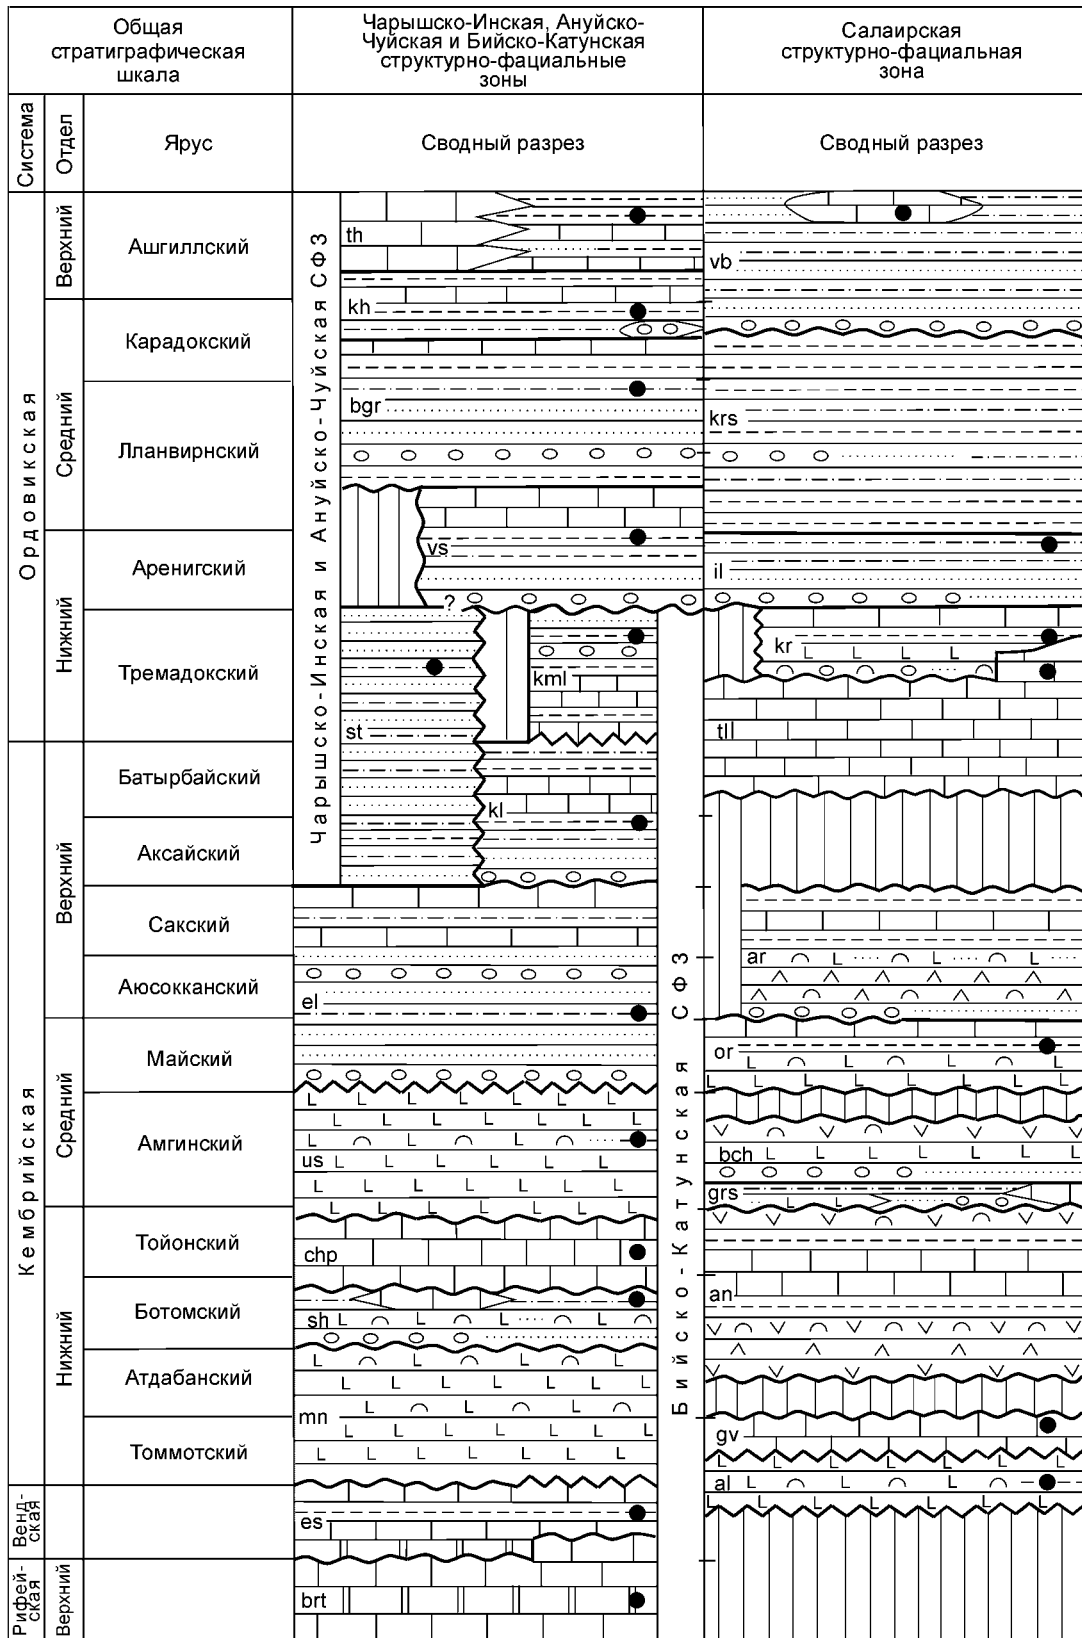 Общая
стратиграфическая
шкала
Чарышско-Инская, Ануйско-
Чуйская и Бийско-Катунская
структурно-фациальные
зоны
Салаирская
структурно-фациальная
зона
Система
Отдел
Ярус
Сводный разрез
Сводный разрез
Ордовикская
Верхний
Ашгиллский
Карадокский
Средний
Лланвирнский
Нижний
Аренигский
Тремадокский
Кембрийская
Верхний
Батырбайский
Аксайский
Сакский
Аюсокканский
Средний
Майский
Амгинский
Нижний
Тойонский
Ботомский
Атдабанский
Томмотский
Венд-
ская
Рифей-
ская
Верхний
Чарышско-Инская и Ануйско-Чуйская СФЗ
th
kh
bgr
vs
?
kml
st
kl
el
us
chp
sh
mn
es
brt
Бийско-Катунская СФЗ
vb
krs
il
kr
tll
ar
or
bch
grs
an
gv
al